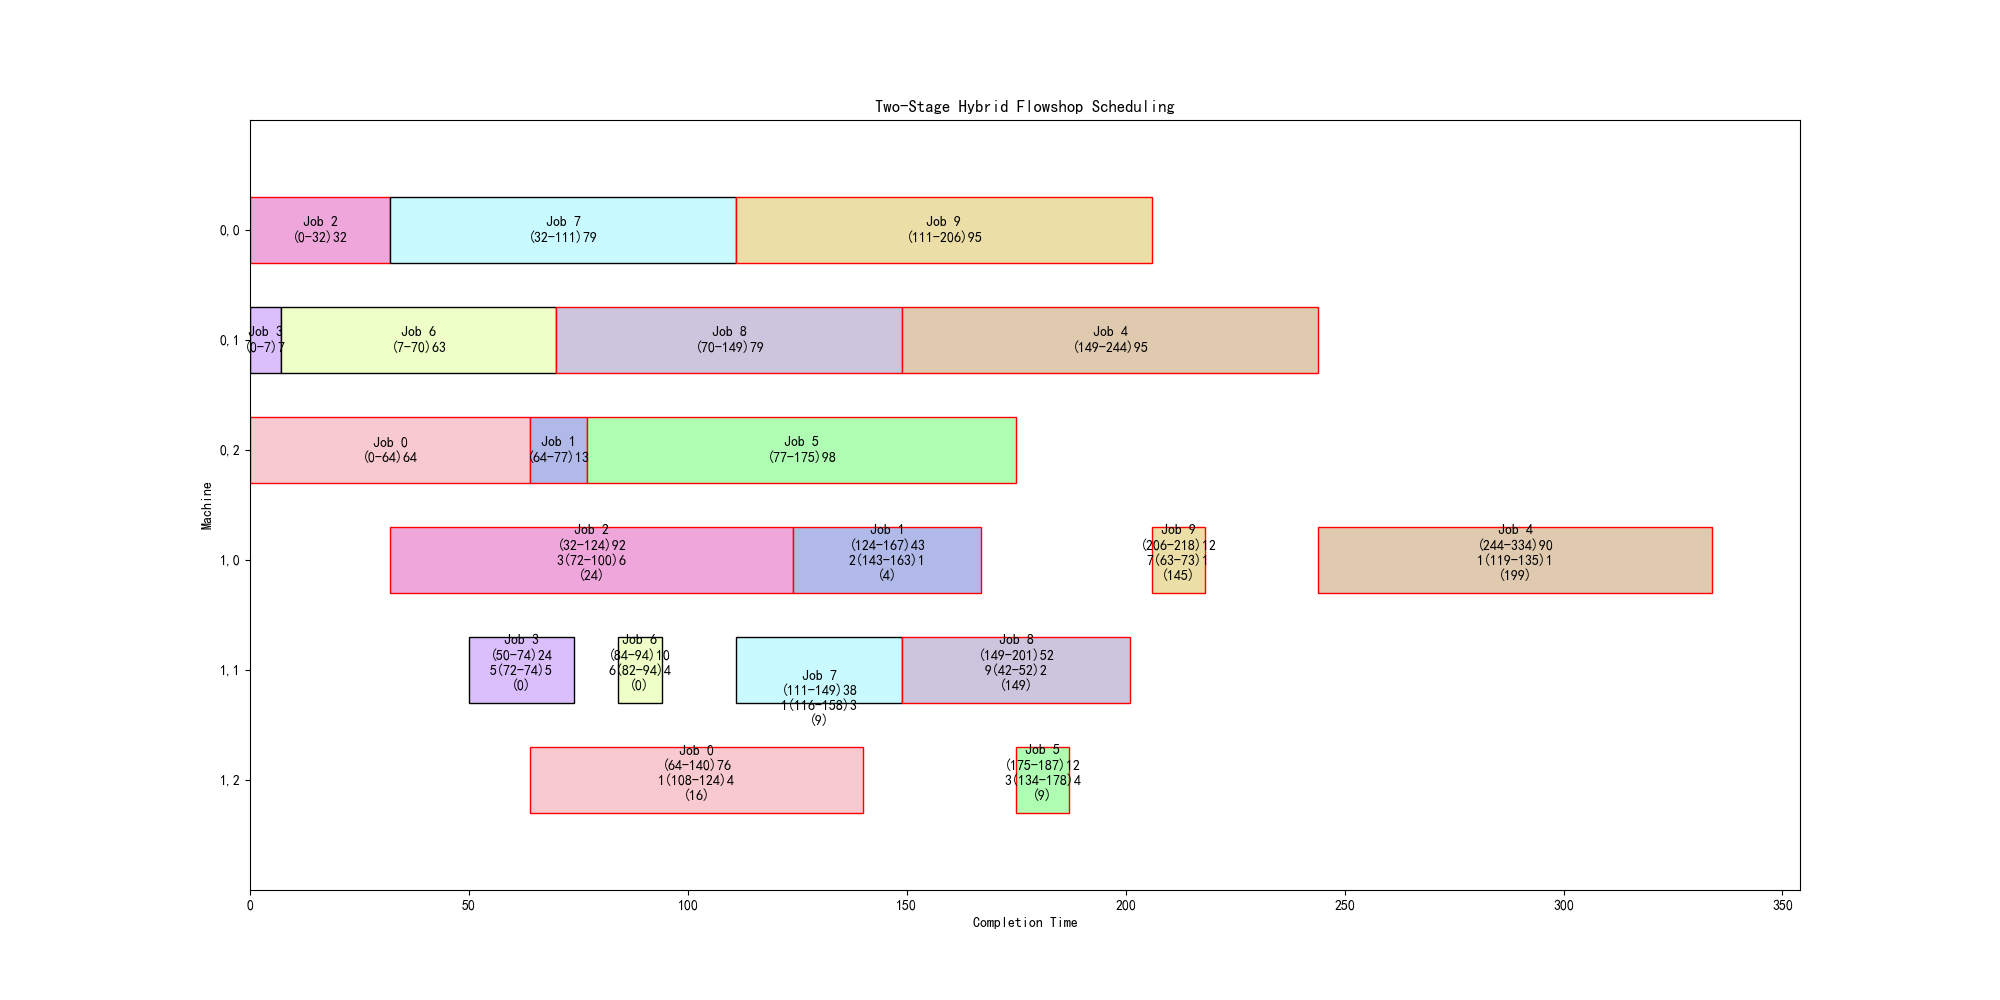 Two-Stage Hybrid Flowshop Scheduling
0,0
Job 2
(0-32)32
Job 7
(32-111)79
Job 9
(111-206)95
0,1
Job 3
(0-7)7
Job 6
(7-70)63
Job 8
(70-149)79
Job 4
(149-244)95
0,2
Job 0
(0-64)64
Job 1
(64-77)13
Job 5
(77-175)98
Machine
1,0
Job 2
(32-124)92
3(72-100)6
(24)
Job 1
(124-167)43
2(143-163)1
(4)
Job 9
(206-218)12
7(63-73)1
(145)
Job 4
(244-334)90
1(119-135)1
(199)
1,1
Job 3
(50-74)24
5(72-74)5
(0)
Job 6
(84-94)10
6(82-94)4
(0)
Job 7
(111-149)38
1(116-158)3
(9)
Job 8
(149-201)52
9(42-52)2
(149)
1,2
Job 0
(64-140)76
1(108-124)4
(16)
Job 5
(175-187)12
3(134-178)4
(9)
0
50
100
150
200
250
300
350
Completion Time